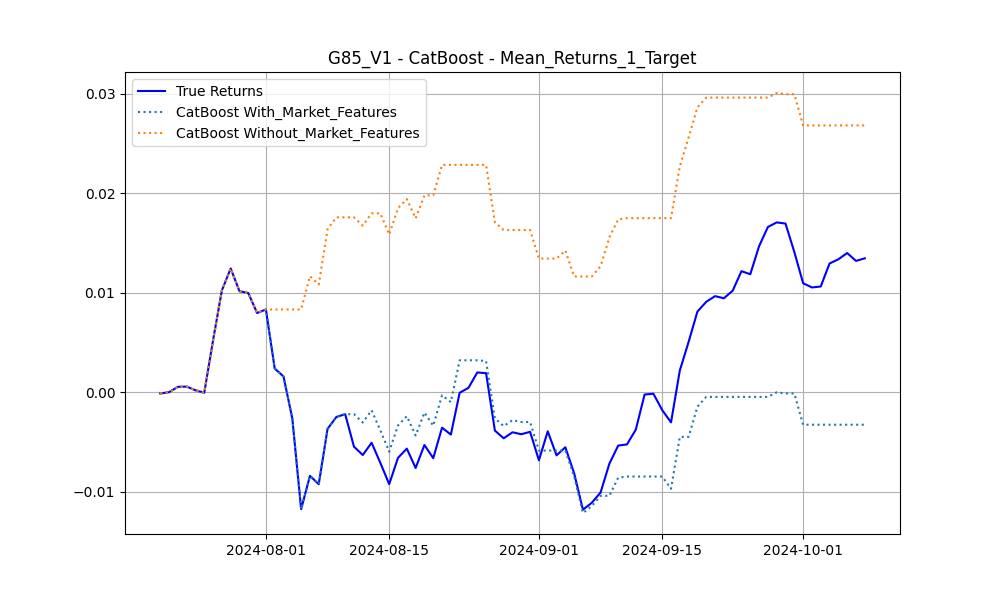 G85_V1 - CatBoost - Mean_Returns_1_Target
True Returns
CatBoost With_Market_Features
CatBoost Without_Market_Features
0.03
0.02
0.01
0.00
−0.01
2024-08-01
2024-08-15
2024-09-01
2024-09-15
2024-10-01